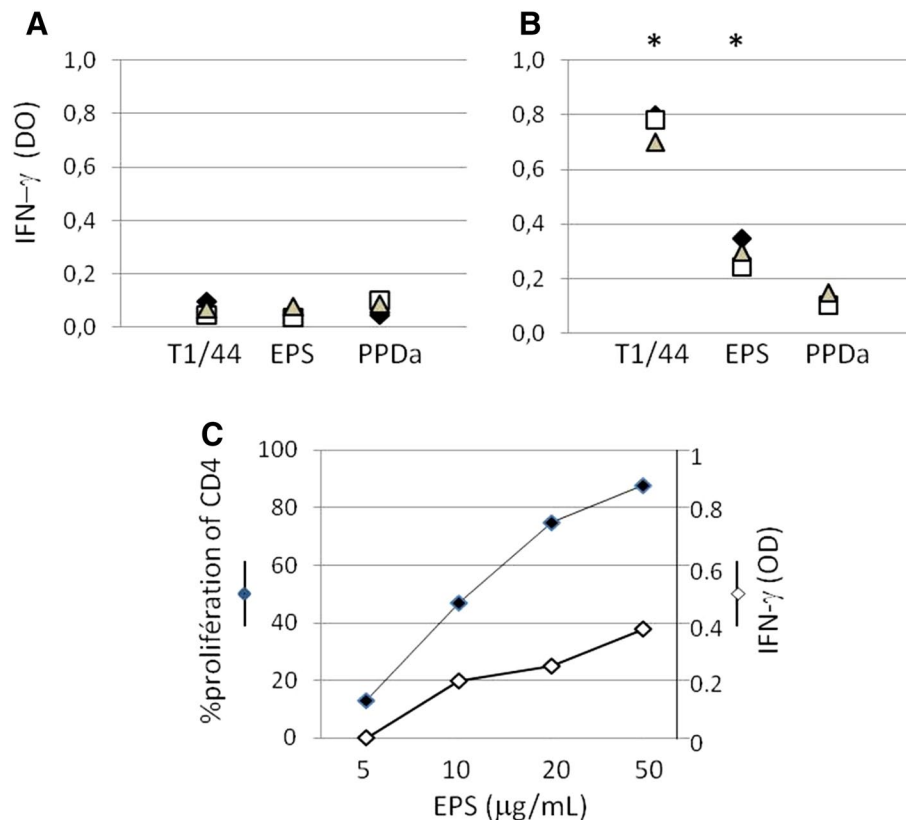 A
IFN–γ (DO)
1,0
0,8
0,6
0,4
0,2
0,0
T1/44 EPS PPDa
B
* *
1,0
0,8
0,6
0,4
0,2
0,0
T1/44 EPS PPDa
C
%prolifération of CD4
100
80
60
40
20
0
1
0.8
0.6
0.4
0.2
0
IFN-γ (OD)
5 10 20 50
EPS (µg/mL)